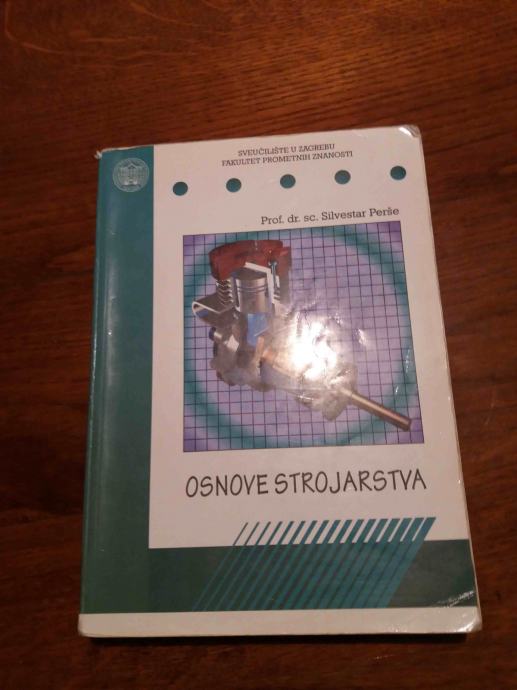 SVEUČILIŠTE U ZAGREBU
FAKULTET PROMETNIH ZNANOSTI
Prof. dr. sc. Silvestar Perše
OSNOVE STROJARSTVA